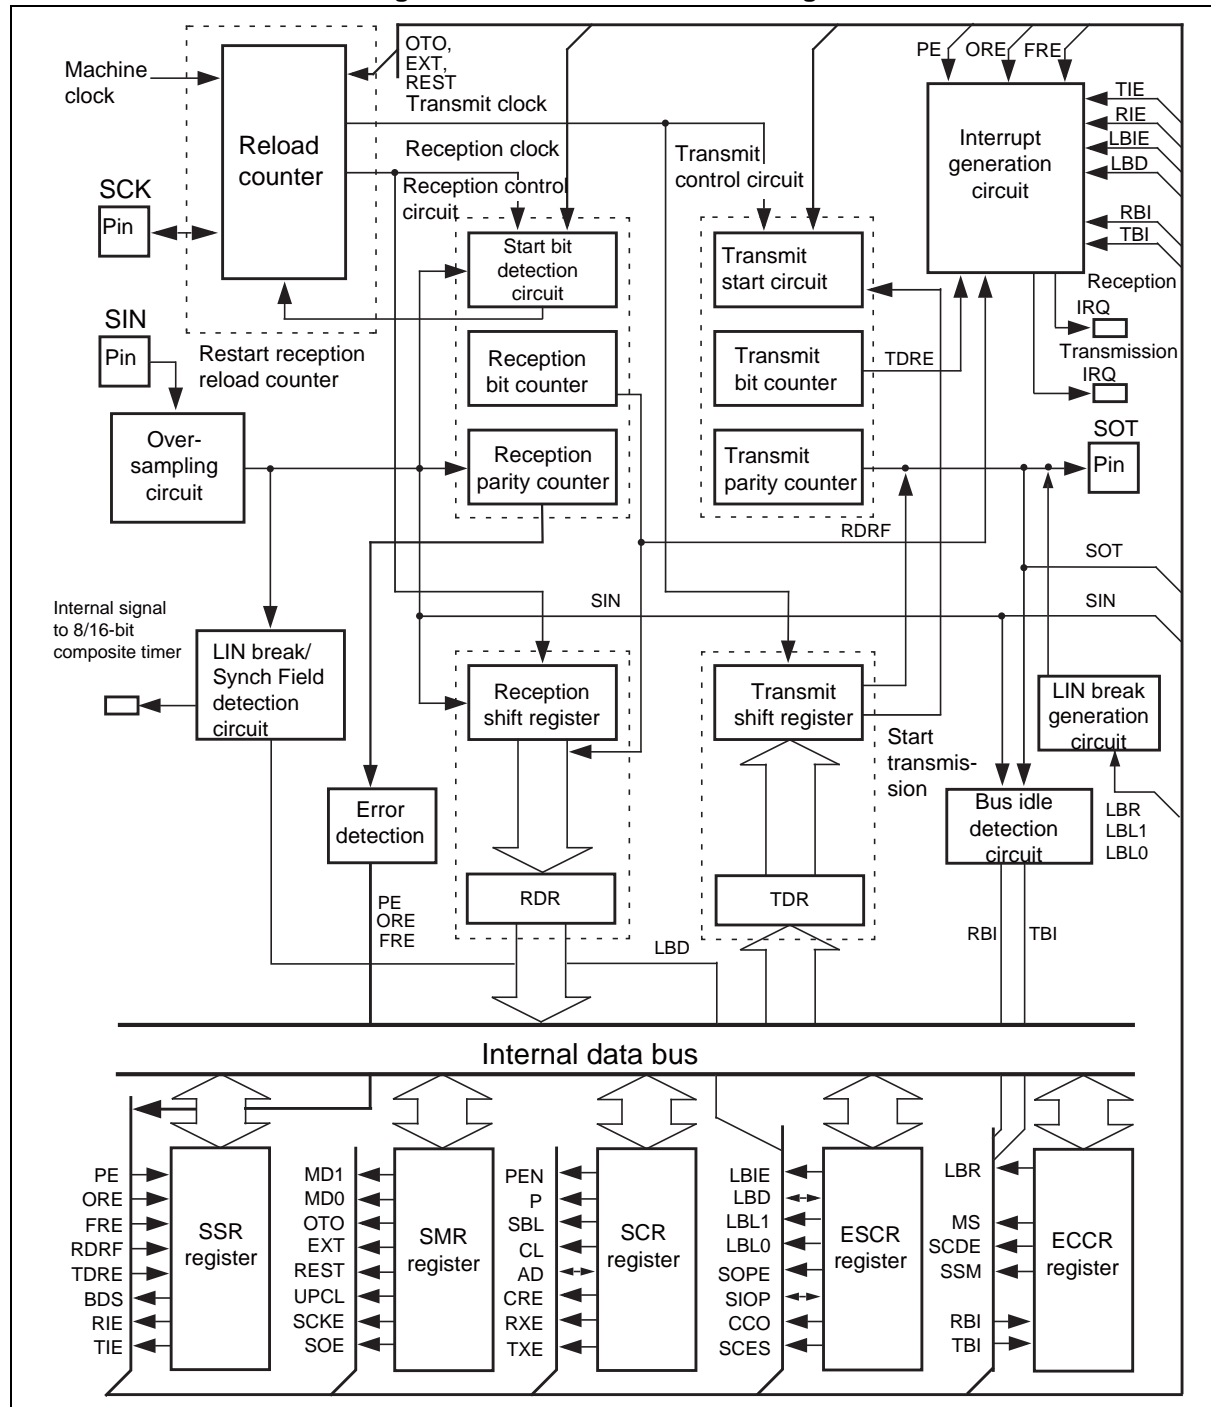 Machine
clock
OTO,
EXT,
REST
Transmit clock
Reception clock
Reception control
circuit
Transmit
control circuit
PE
ORE
FRE
TIE
RIE
LBIE
LBD
RBI
TBI
Reload
counter
Interrupt
generation
circuit
SCK
Pin
Start bit
detection
circuit
Transmit
start circuit
Reception
IRQ
Transmission
IRQ
SIN
Pin
Restart reception
reload counter
Reception
bit counter
Transmit
bit counter
TDRE
Over-
sampling
circuit
Reception
parity counter
Transmit
parity counter
SOT
Pin
RDRF
SOT
SIN
SIN
Internal signal
to 8/16-bit
composite timer
LIN break/
Synch Field
detection
circuit
Reception
shift register
Transmit
shift register
LIN break
generation
circuit
Start
transmis-
sion
Error
detection
Bus idle
detection
circuit
LBR
LBL1
LBL0
RDR
TDR
PE
ORE
FRE
LBD
RBI
TBI
Internal data bus
PE
ORE
FRE
RDRF
TDRE
BDS
RIE
TIE
SSR
register
MD1
MD0
OTO
EXT
REST
UPCL
SCKE
SOE
SMR
register
PEN
P
SBL
CL
AD
CRE
RXE
TXE
SCR
register
LBIE
LBD
LBL1
LBL0
SOPE
SIOP
CCO
SCES
ESCR
register
LBR
MS
SCDE
SSM
RBI
TBI
ECCR
register